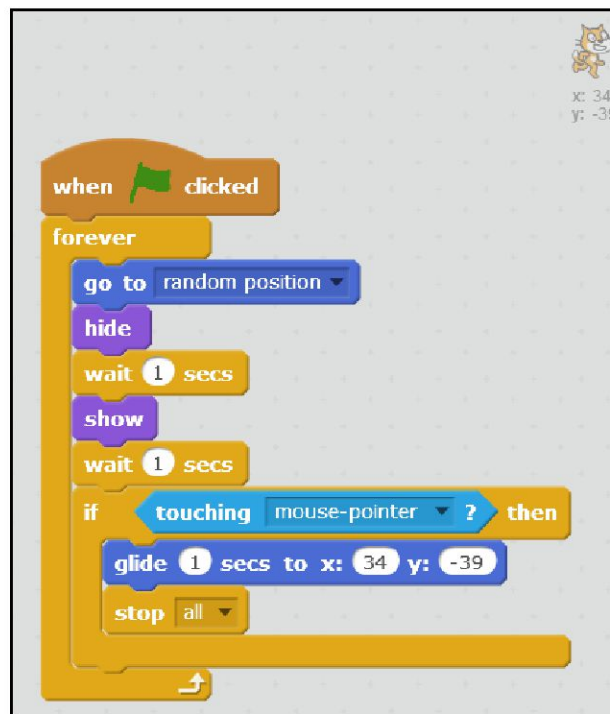 x: 34
y: -39
when clicked
forever
go to random position
hide
wait 1 secs
show
wait 1 secs
if touching mouse-pointer ? then
glide 1 secs to x: 34 y: -39
stop all